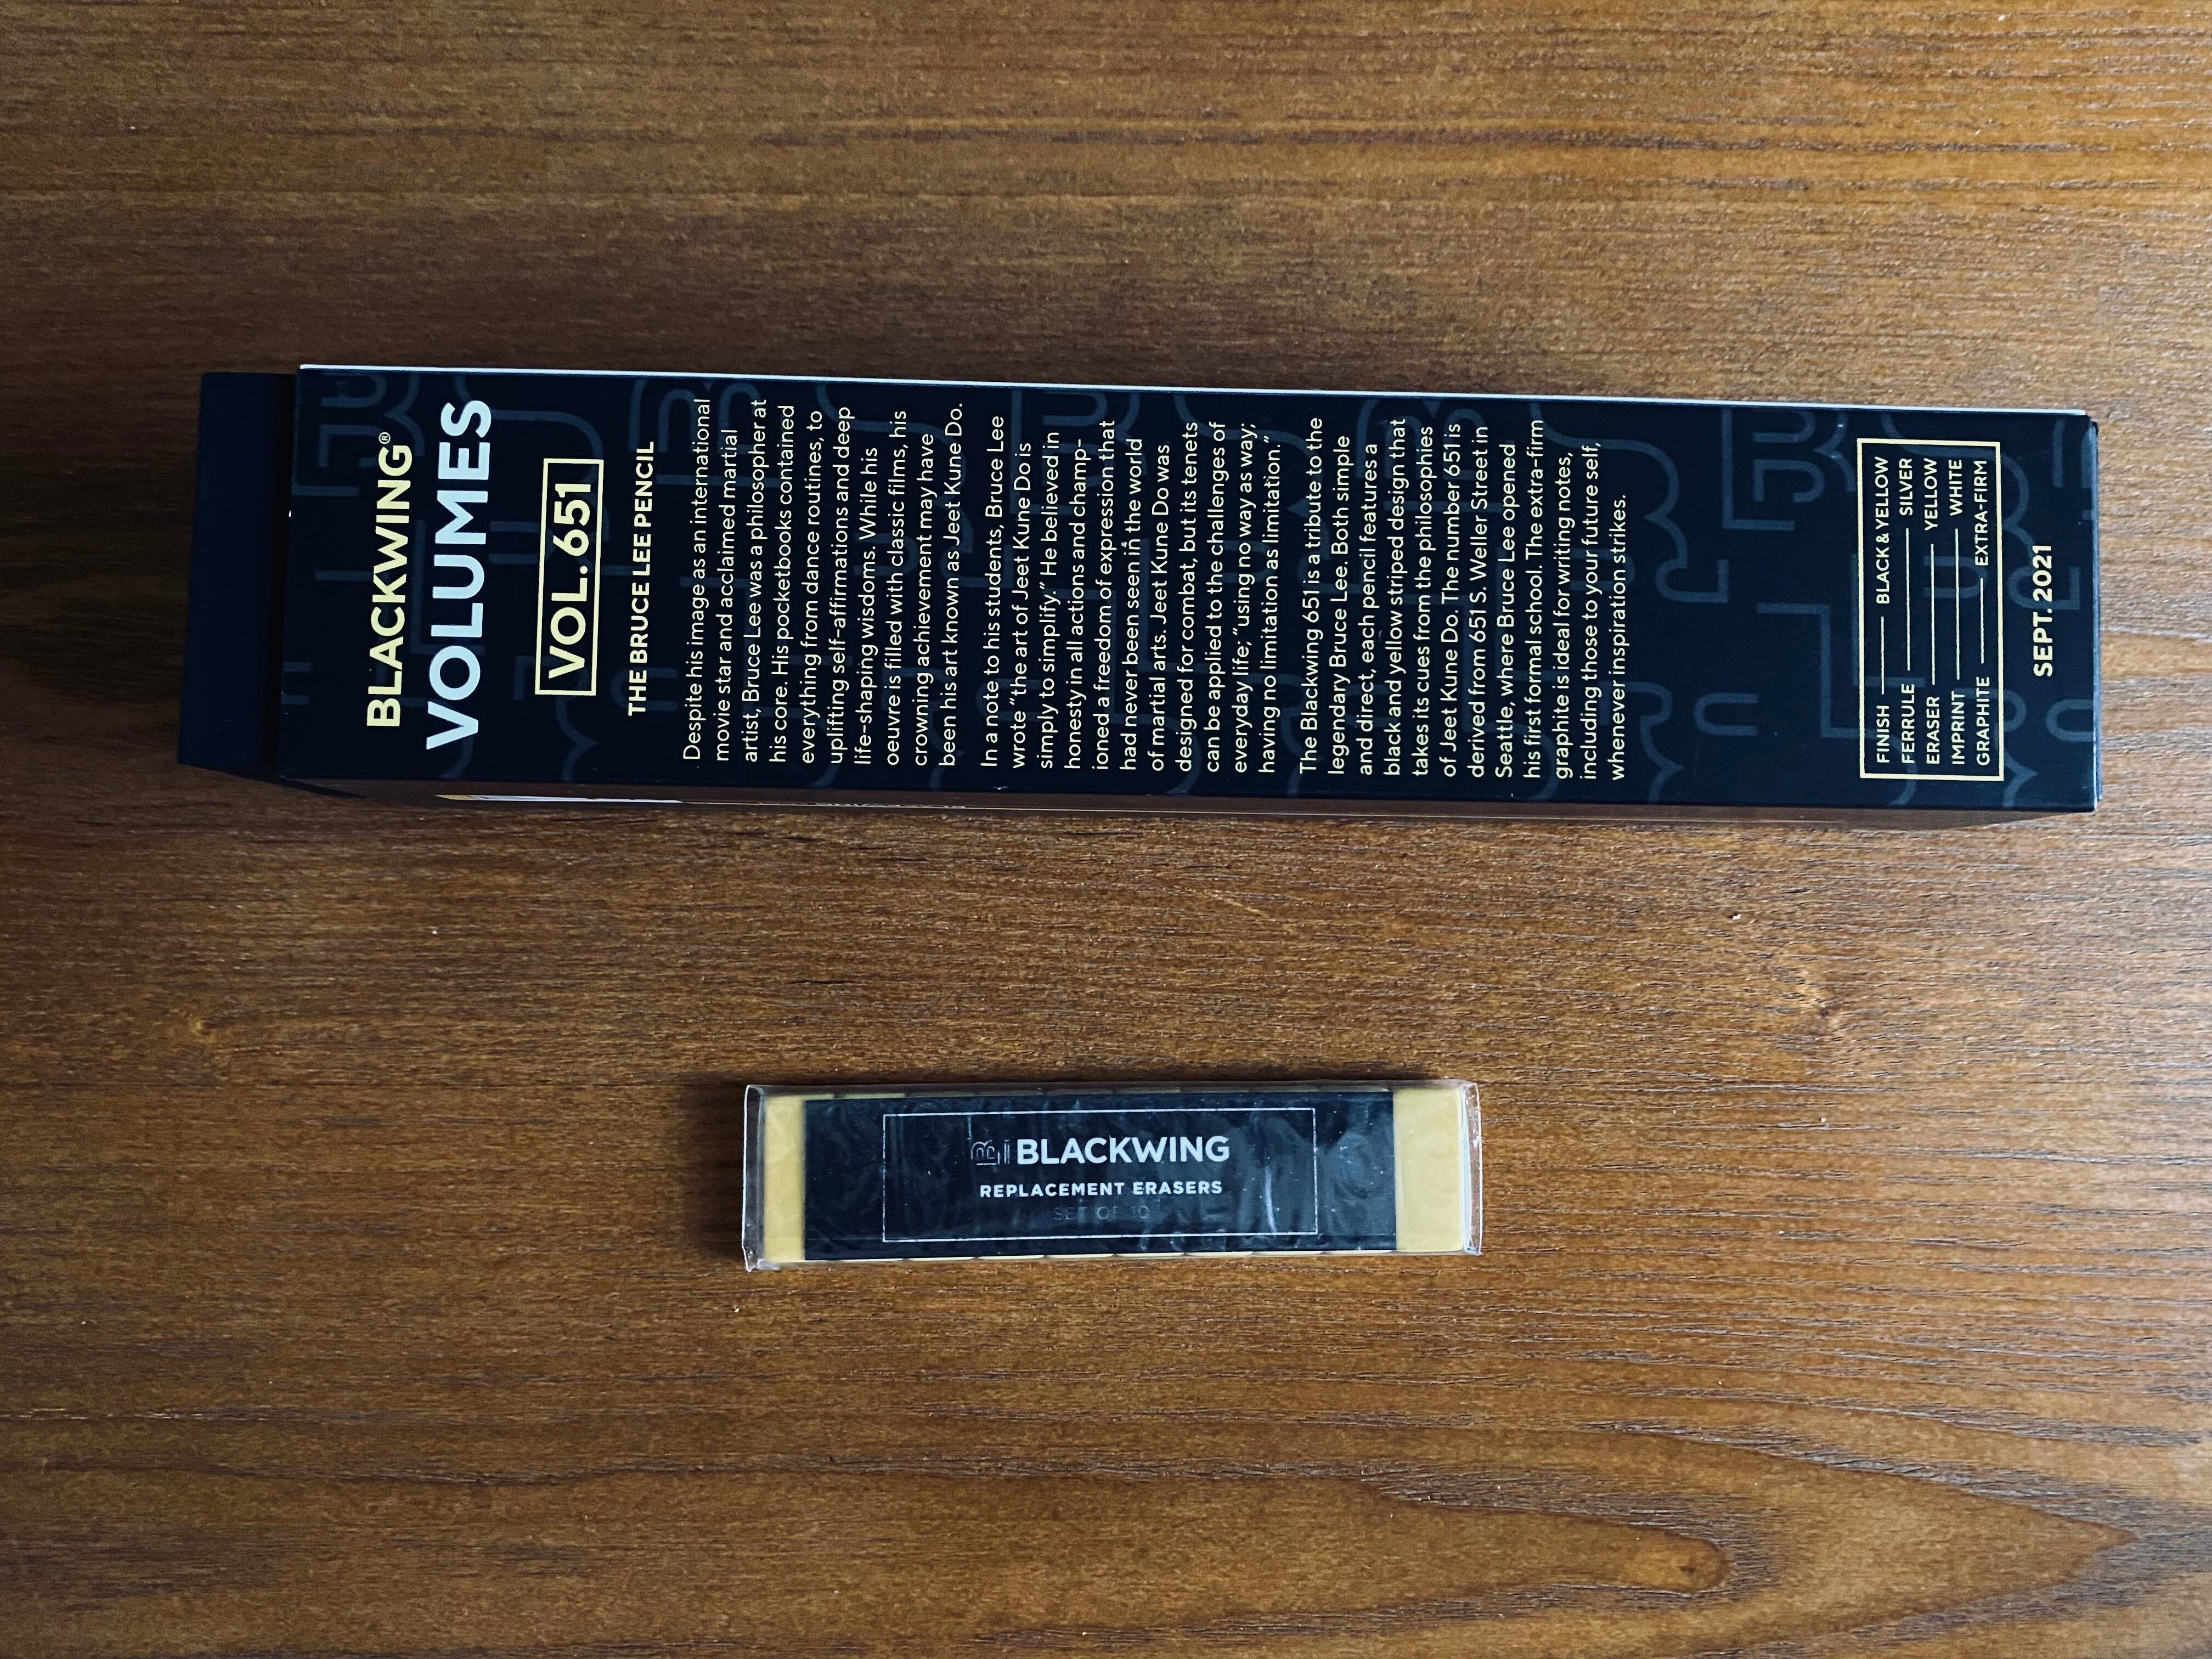 BLACKWING®
VOLUMES
VOL. 651
THE BRUCE LEE PENCIL
Despite his image as an international
movie star and acclaimed martial
artist, Bruce Lee was a philosopher at
his core. His pocketbooks contained
everything from dance routines, to
uplifting self-affirmations and deep
life-shaping wisdoms. While his
oeuvre is filled with classic films, his
crowning achievement may have
been his art known as Jeet Kune Do.
In a note to his students, Bruce Lee
wrote “the art of Jeet Kune Do is
simply to simplify.” He believed in
honesty in all actions and champ-
ioned a freedom of expression that
had never been seen in the world
of martial arts. Jeet Kune Do was
designed for combat, but its tenets
can be applied to the challenges of
everyday life; “using no way as way;
having no limitation as limitation.”
The Blackwing 651 is a tribute to the
legendary Bruce Lee. Both simple
and direct, each pencil features a
black and yellow striped design that
takes its cues from the philosophies
of Jeet Kune Do. The number 651 is
derived from 651 S. Weller Street in
Seattle, where Bruce Lee opened
his first formal school. The extra-firm
graphite is ideal for writing notes,
including those to your future self,
whenever inspiration strikes.
FINISH BLACK & YELLOW
FERRULE SILVER
ERASER YELLOW
IMPRINT WHITE
GRAPHITE EXTRA-FIRM
SEPT. 2021
BLACKWING
REPLACEMENT ERASERS
SET OF 10